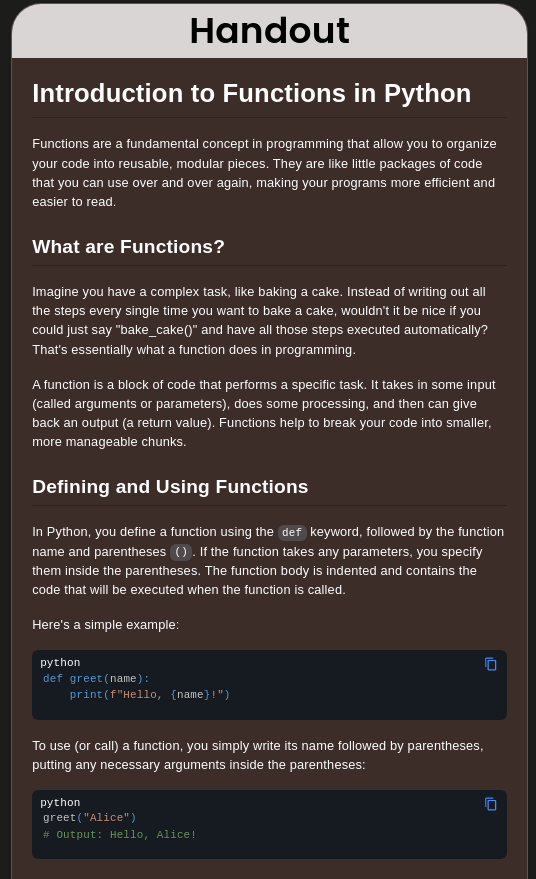 Handout
Introduction to Functions in Python
Functions are a fundamental concept in programming that allow you to organize
your code into reusable, modular pieces. They are like little packages of code
that you can use over and over again, making your programs more efficient and
easier to read.
What are Functions?
Imagine you have a complex task, like baking a cake. Instead of writing out all
the steps every single time you want to bake a cake, wouldn't it be nice if you
could just say "bake_cake()" and have all those steps executed automatically?
That's essentially what a function does in programming.
A function is a block of code that performs a specific task. It takes in some input
(called arguments or parameters), does some processing, and then can give
back an output (a return value). Functions help to break your code into smaller,
more manageable chunks.
Defining and Using Functions
In Python, you define a function using the def keyword, followed by the function
name and parentheses (). If the function takes any parameters, you specify
them inside the parentheses. The function body is indented and contains the
code that will be executed when the function is called.
Here's a simple example:
python
def greet(name):
    print(f"Hello, {name}!")
To use (or call) a function, you simply write its name followed by parentheses,
putting any necessary arguments inside the parentheses:
python
greet("Alice")
# Output: Hello, Alice!